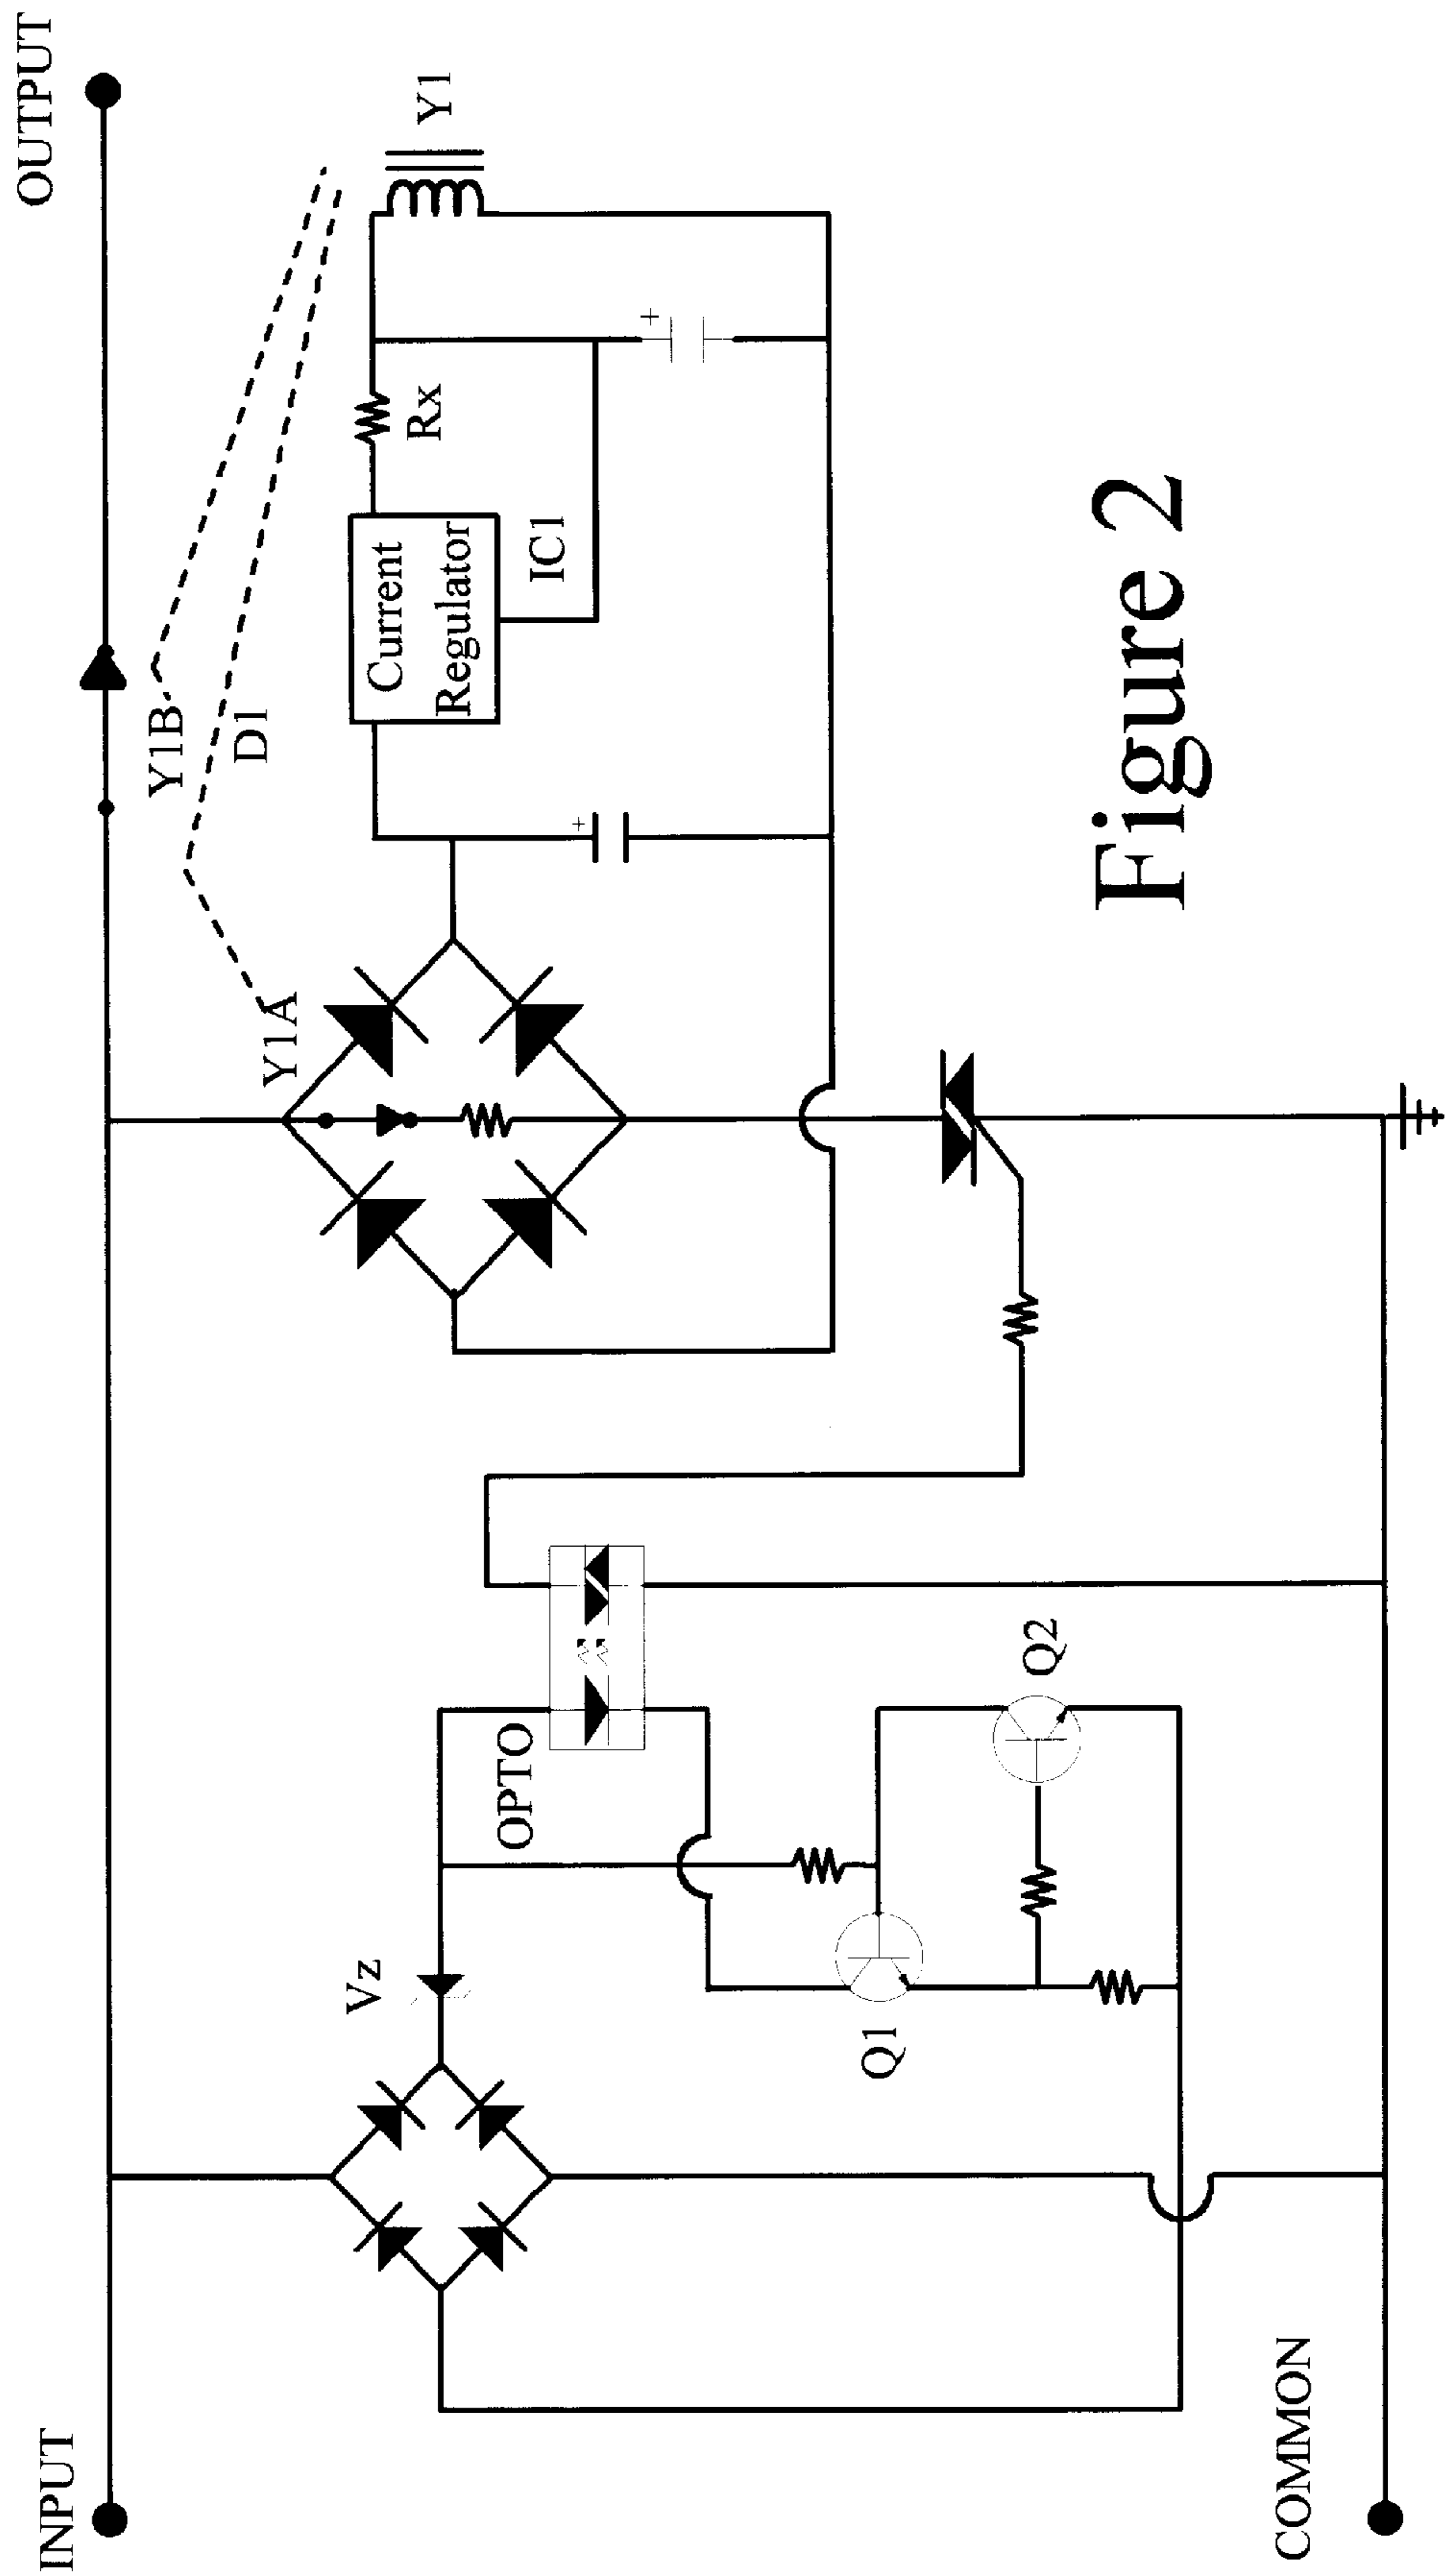 INPUT
OUTPUT
Y1B
D1
Y1A
Vz
Y1
Current
Regulator
Rx
IC1
OPTO
Q1
Q2
COMMON
+
+
Figure 2